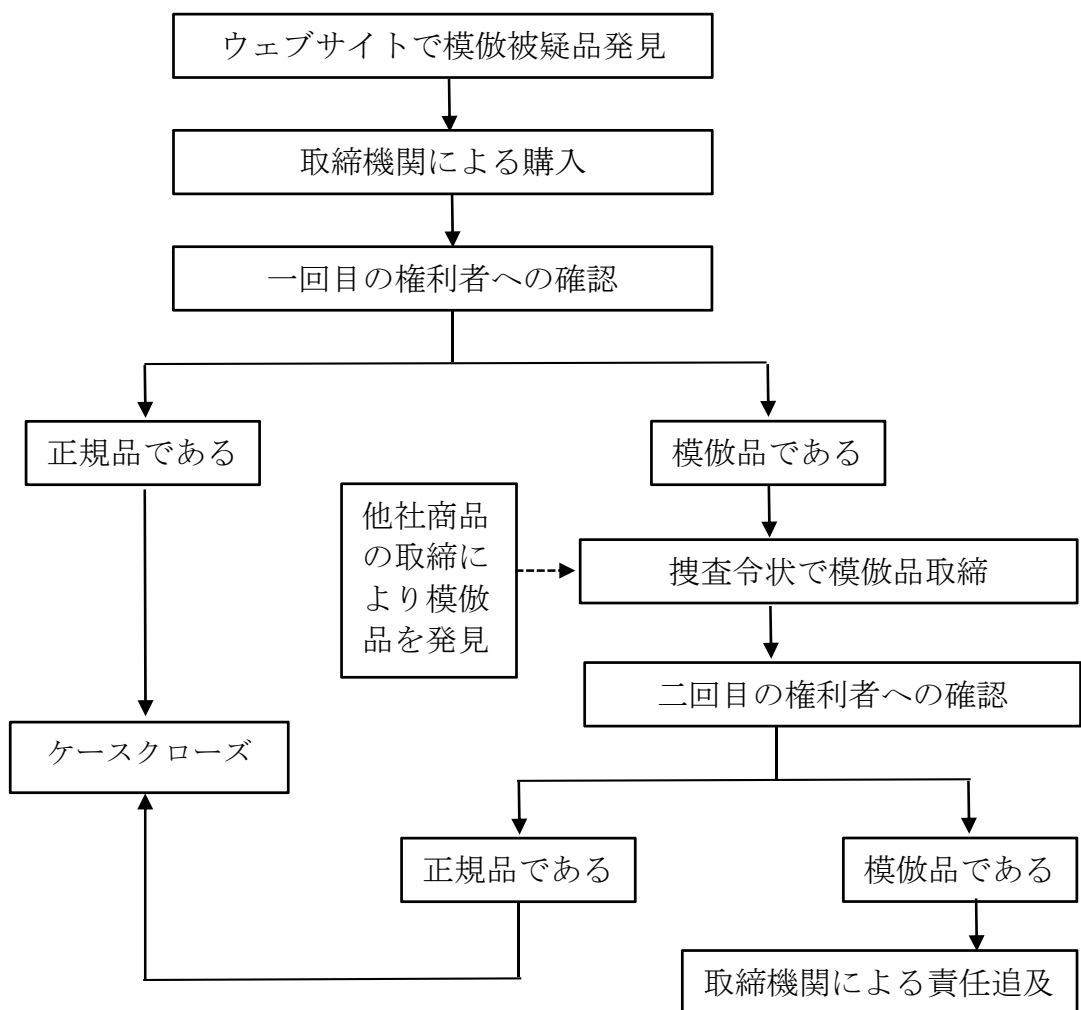 ウェブサイトで模倣被疑品発見
取締機関による購入
一回目の権利者への確認
正規品である
模倣品である
他社商品
の取締に
より模倣
品を発見
捜査令状で模倣品取締
二回目の権利者への確認
ケースクローズ
正規品である
模倣品である
取締機関による責任追及